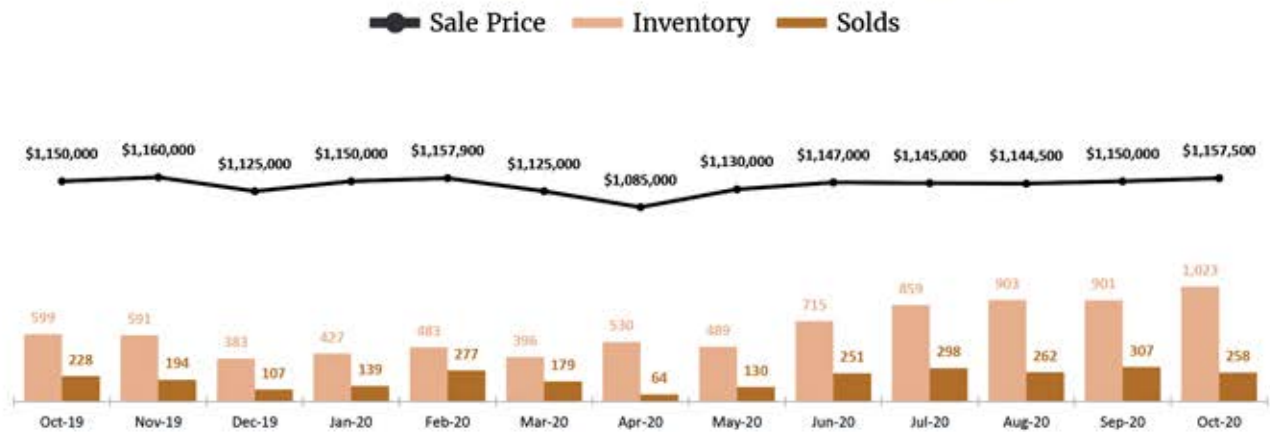 Sale Price Inventory Solds
$1,150,000 $1,160,000 $1,125,000 $1,150,000 $1,157,900 $1,125,000 $1,085,000 $1,130,000 $1,147,000 $1,145,000 $1,144,500 $1,150,000 $1,157,500
599 591 383 427 483 396 530 489 715 859 903 901 1,023
228 194 107 139 277 179 64 130 251 298 262 307 258
Oct-19 Nov-19 Dec-19 Jan-20 Feb-20 Mar-20 Apr-20 May-20 Jun-20 Jul-20 Aug-20 Sep-20 Oct-20